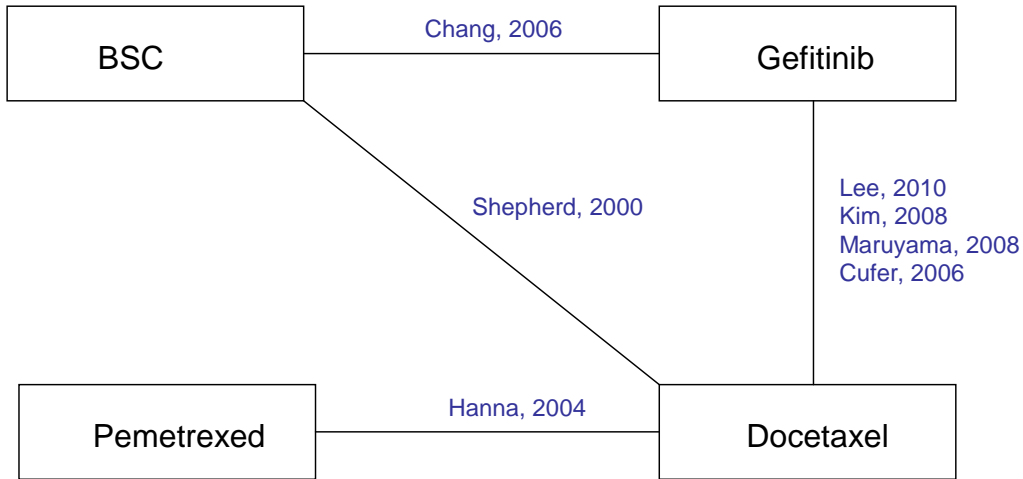 Chang, 2006
BSC
Gefitinib
Lee, 2010
Kim, 2008
Shepherd, 2000
Maruyama, 2008
Cufer, 2006
Hanna, 2004
Pemetrexed
Docetaxel